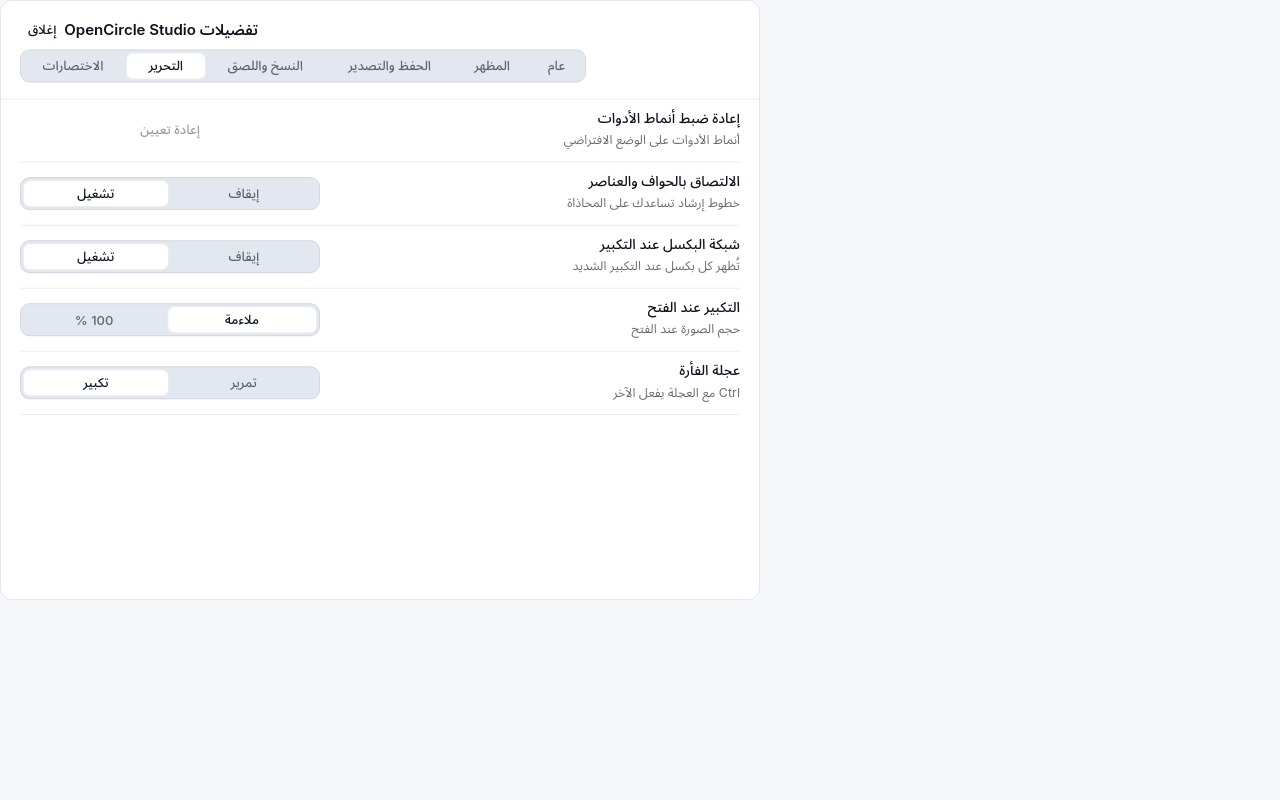 تفضيلات OpenCircle Studio إغلاق
عام المظهر الحفظ والتصدير النسخ واللصق التحرير الاختصارات
إعادة ضبط أنماط الأدوات
أنماط الأدوات على الوضع الافتراضي
إعادة تعيين
الالتصاق بالحواف والعناصر
خطوط إرشاد تساعدك على المحاذاة
إيقاف تشغيل
شبكة البكسل عند التكبير
تُظهر كل بكسل عند التكبير الشديد
إيقاف تشغيل
التكبير عند الفتح
حجم الصورة عند الفتح
ملاءمة 100 %
عجلة الفأرة
Ctrl مع العجلة يفعل الآخر
تمرير تكبير